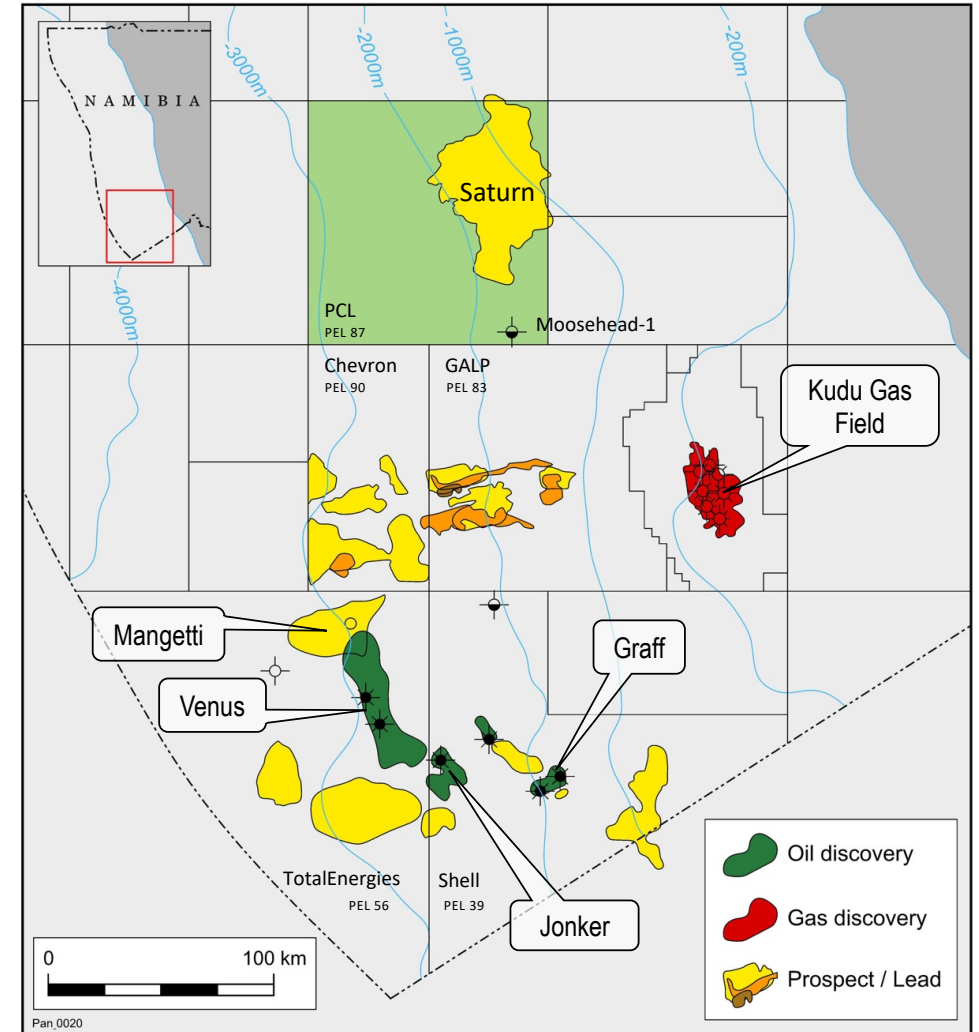 -3000m
-2000m
-1000m
-200m
NAMIBIA
Saturn
-4000m
PCL
PEL 87
Moosehead-1
Chevron
PEL 90
GALP
PEL 83
Kudu Gas
Field
Mangetti
Graff
Venus
TotalEnergies
PEL 56
Shell
PEL 39
Jonker
Oil discovery
Gas discovery
Prospect / Lead
0
100 km
Pan_0020